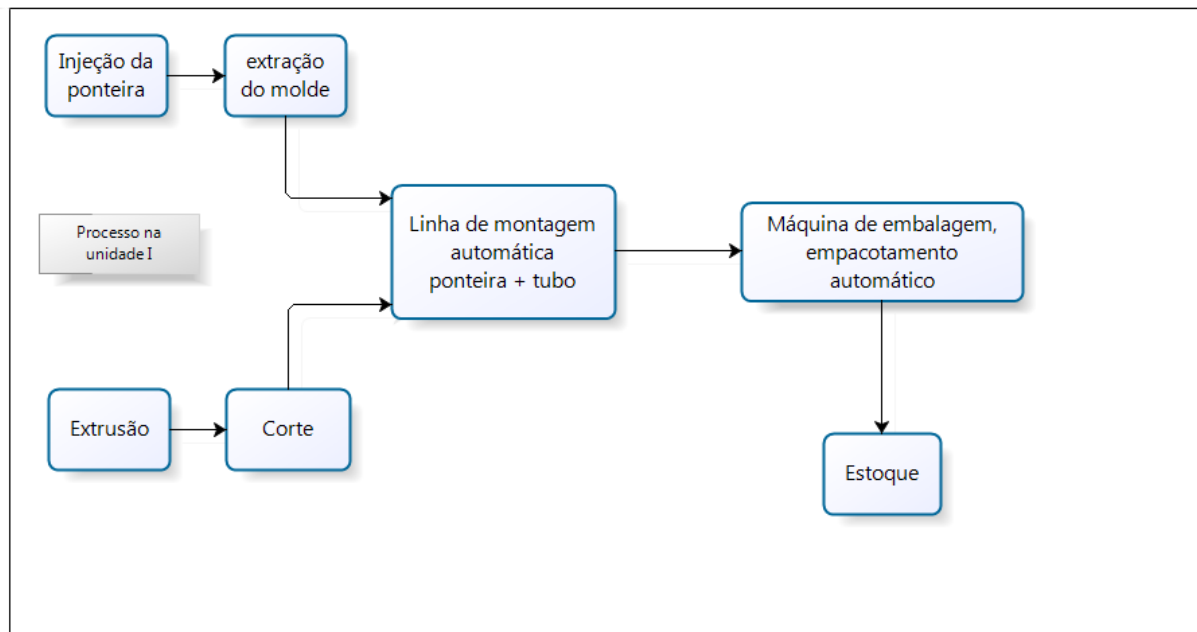 Injeção da
ponteira
extração
do molde
Processo na
unidade I
Linha de montagem
automática
ponteira + tubo
Máquina de embalagem,
empacotamento
automático
Extrusão
Corte
Estoque